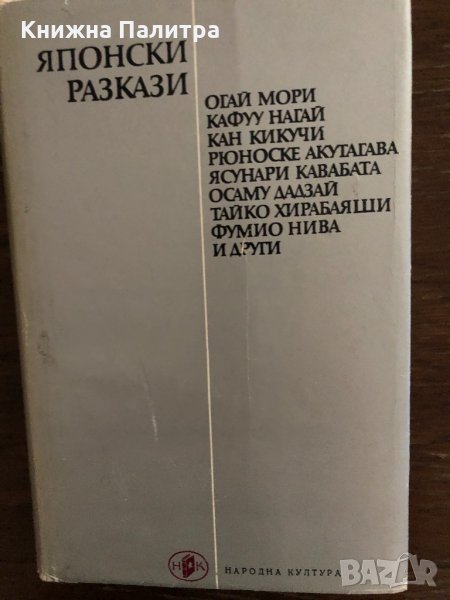 Книжна Палитра
ЯПОНСКИ
РАЗКАЗИ
ОГАЙ МОРИ
КАФУУ НАГАЙ
КАН КИКУЧИ
РЮНОСКЕ АКУТАГАВА
ЯСУНАРИ КАВАБАТА
ОСАМУ ДАДЗАЙ
ТАЙКО ХИРАБАЯШИ
ФУМИО НИВА
И ДРУГИ
НК
НАРОДНА КУЛТУРА
BAZAR